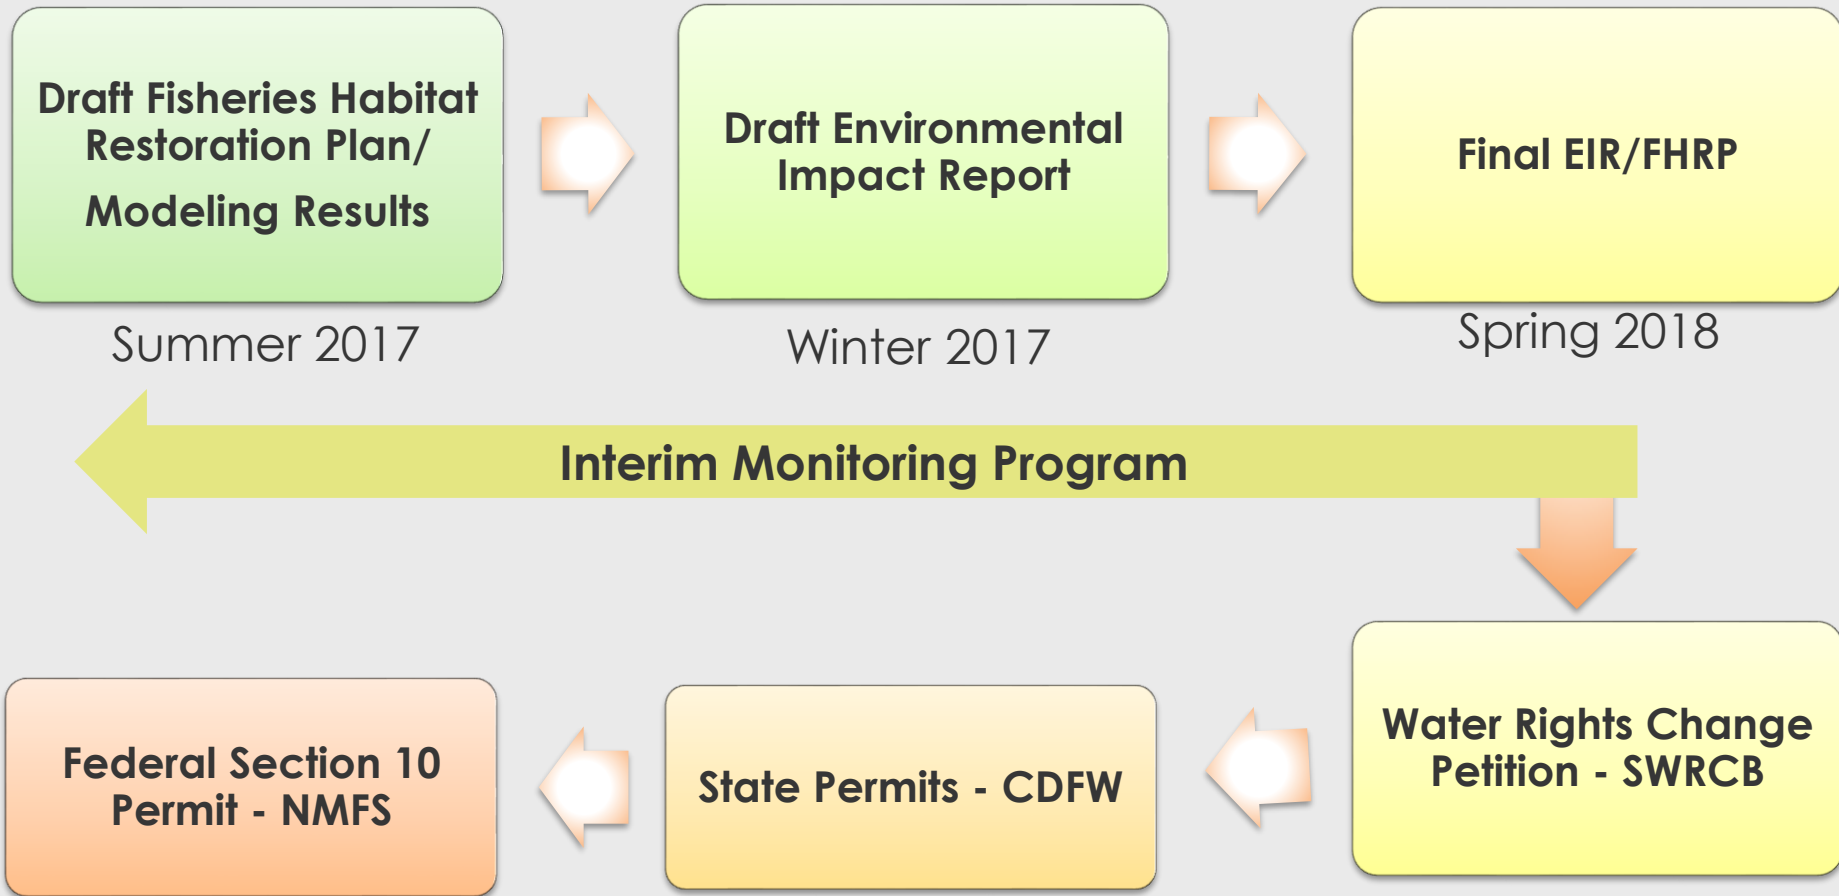 Draft Fisheries Habitat
Restoration Plan/
Modeling Results
Draft Environmental
Impact Report
Final EIR/FHRP
Summer 2017
Winter 2017
Spring 2018
Interim Monitoring Program
Water Rights Change
Petition - SWRCB
State Permits - CDFW
Federal Section 10
Permit - NMFS